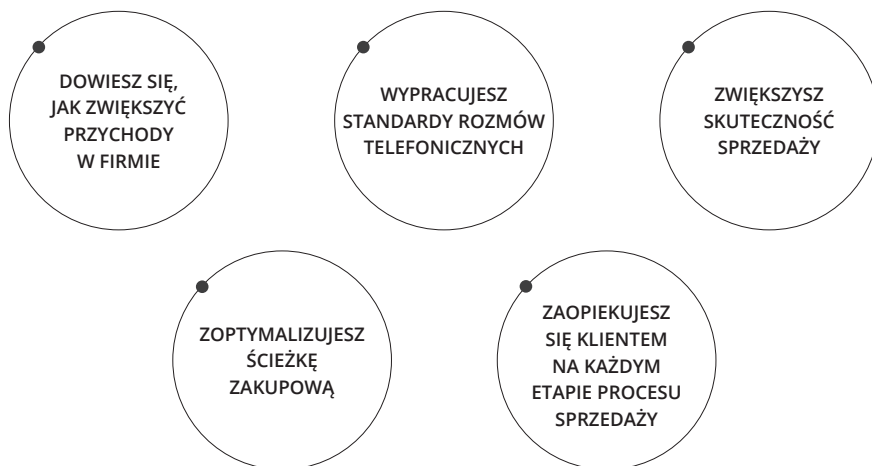 DOWIESZ SIĘ,
JAK ZWIĘKSZYĆ
PRZYCHODY
W FIRMIE
WYPRACUJESZ
STANDARDY ROZMÓW
TELEFONICZNYCH
ZWIĘKSZYSZ
SKUTECZNOŚĆ
SPRZEDAŻY
ZOPTYMALIZUJESZ
ŚCIEŻKĘ
ZAKUPOWĄ
ZAOPIEKUJESZ
SIĘ KLIENTEM
NA KAŻDYM
ETAPIE PROCESU
SPRZEDAŻY